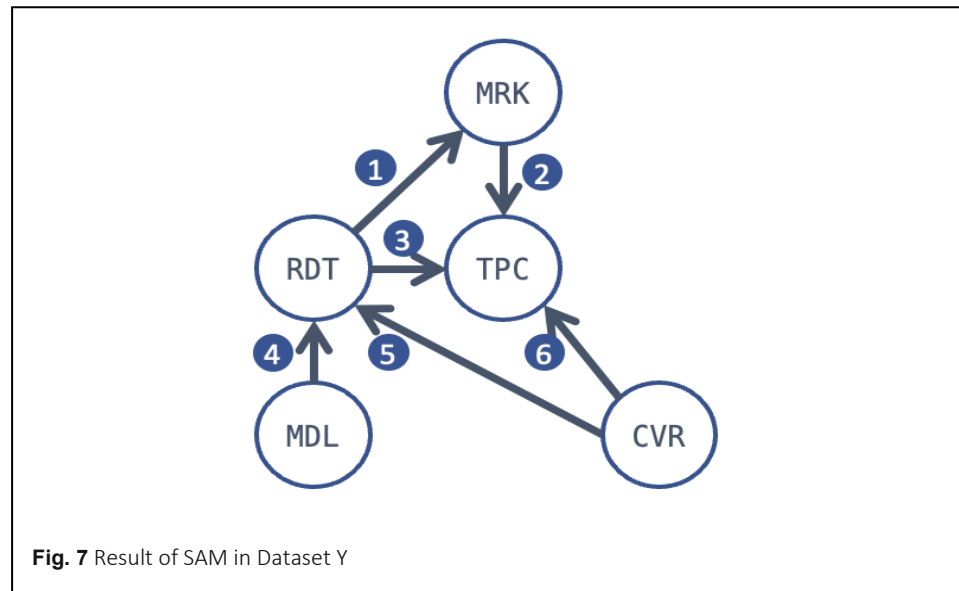 MRK
1
2
3
RDT
TPC
4
5
6
MDL
CVR
Fig. 7 Result of SAM in Dataset Y